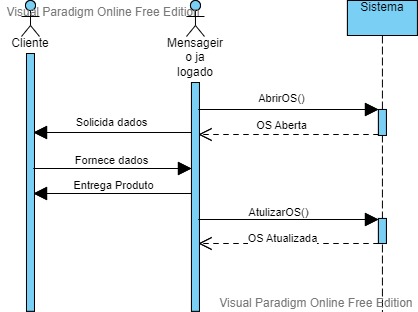 Visual Paradigm Online Free Edition
Sistema
Cliente
Mensageir
o ja
logado
AbrirOS()
Solicida dados
OS Aberta
Fornece dados
Entrega Produto
AtulizarOS()
OS Atualizada
Visual Paradigm Online Free Edition